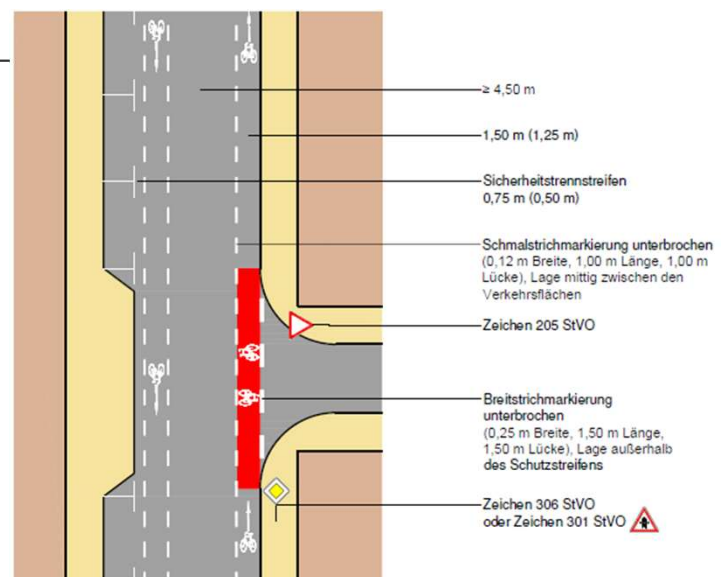 ≥ 4,50 m
1,50 m (1,25 m)
Sicherheitstrennstreifen
0,75 m (0,50 m)
Schmalstrichmarkierung unterbrochen
(0,12 m Breite, 1,00 m Länge, 1,00 m
Lücke), Lage mittig zwischen den
Verkehrsflächen
Zeichen 205 StVO
Breitstrichmarkierung
unterbrochen
(0,25 m Breite, 1,50 m Länge,
1,50 m Lücke), Lage außerhalb
des Schutzstreifens
Zeichen 306 StVO
oder Zeichen 301 StVO